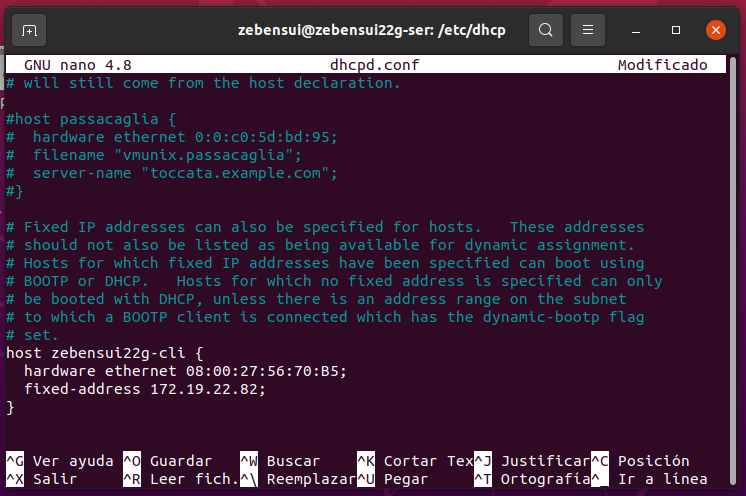 zebensui@zebensui22g-ser: /etc/dhcp
GNU nano 4.8 dhcpd.conf Modificado
# will still come from the host declaration.
#host passacaglia {
#  hardware ethernet 0:0:c0:5d:bd:95;
#  filename "vmunix.passacaglia";
#  server-name "toccata.example.com";
#}
# Fixed IP addresses can also be specified for hosts.   These addresses
# should not also be listed as being available for dynamic assignment.
# Hosts for which fixed IP addresses have been specified can boot using
# BOOTP or DHCP.   Hosts for which no fixed address is specified can only
# be booted with DHCP, unless there is an address range on the subnet
# to which a BOOTP client is connected which has the dynamic-bootp flag
# set.
host zebensui22g-cli {
  hardware ethernet 08:00:27:56:70:B5;
  fixed-address 172.19.22.82;
}
^G Ver ayuda ^O Guardar ^W Buscar ^K Cortar Tex^J Justificar^C Posición
^X Salir ^R Leer fich.^\ Reemplazar^U Pegar ^T Ortografía^_ Ir a línea